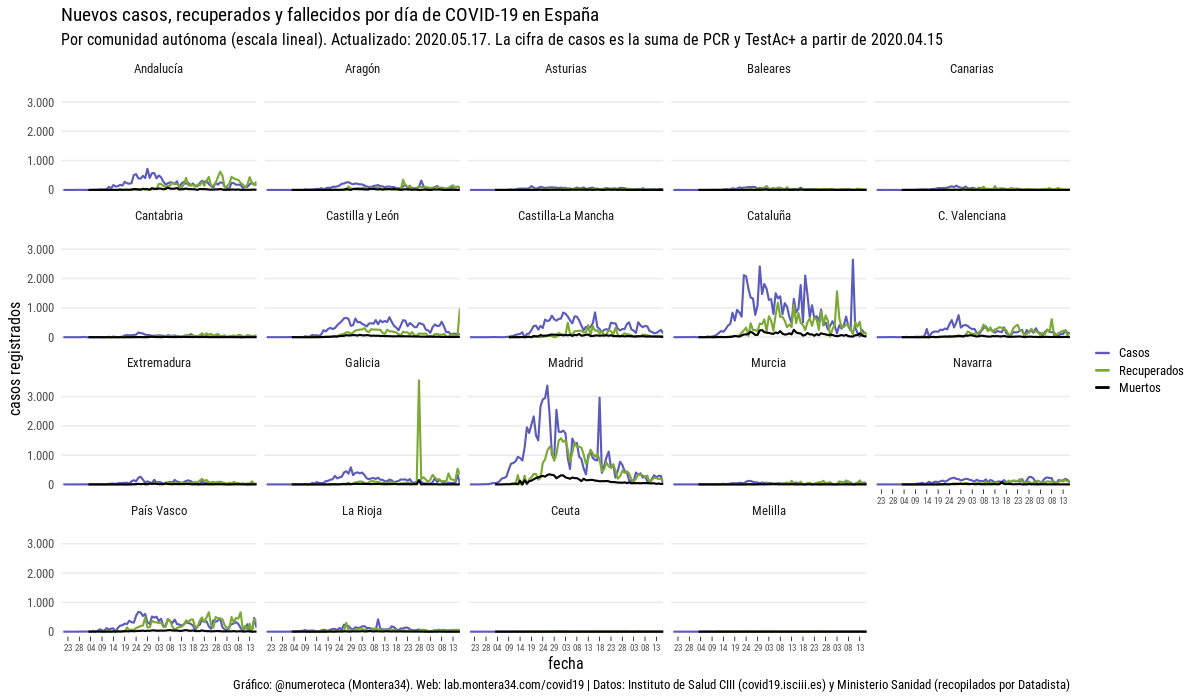 Nuevos casos, recuperados y fallecidos por día de COVID-19 en España
Por comunidad autónoma (escala lineal). Actualizado: 2020.05.17. La cifra de casos es la suma de PCR y TestAc+ a partir de 2020.04.15
Andalucía Aragón Asturias Baleares Canarias
3.000
2.000
1.000
0
Cantabria Castilla y León Castilla-La Mancha Cataluña C. Valenciana
3.000
2.000
1.000
0
Extremadura Galicia Madrid Murcia Navarra
3.000
2.000
1.000
0
23 28 04 09 14 19 24 29 03 08 13 18 23 28 03 08 13
País Vasco La Rioja Ceuta Melilla
3.000
2.000
1.000
0
23 28 04 09 14 19 24 29 03 08 13 18 23 28 03 08 13
23 28 04 09 14 19 24 29 03 08 13 18 23 28 03 08 13
23 28 04 09 14 19 24 29 03 08 13 18 23 28 03 08 13
23 28 04 09 14 19 24 29 03 08 13 18 23 28 03 08 13
casos registrados
fecha
Casos
Recuperados
Muertos
Gráfico: @numeroteca (Montera34). Web: lab.montera34.com/covid19 | Datos: Instituto de Salud CIII (covid19.isciii.es) y Ministerio Sanidad (recopilados por Datadista)